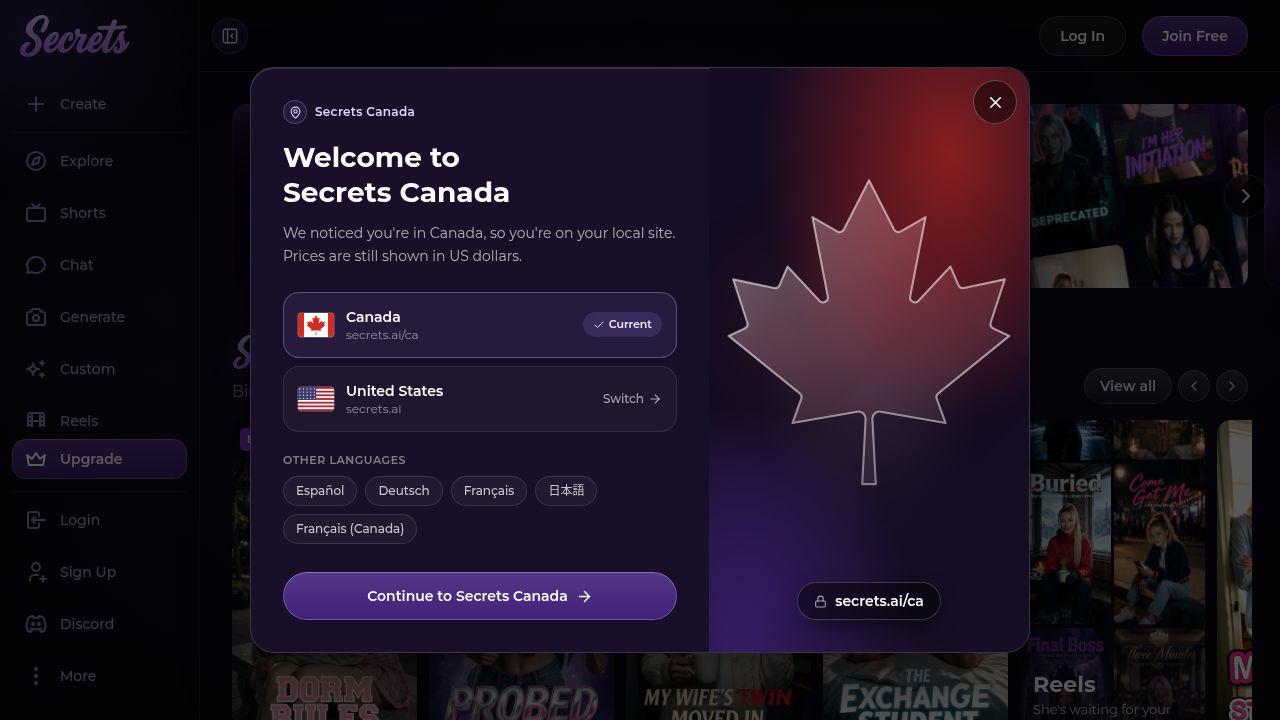 Secrets
Log In
Join Free
Create
Explore
Shorts
Chat
Generate
Custom
Reels
Upgrade
Login
Sign Up
Discord
More
Secrets Canada
Welcome to
Secrets Canada
We noticed you're in Canada, so you're on your local site.
Prices are still shown in US dollars.
Canada
secrets.ai/ca
Current
United States
secrets.ai
Switch
OTHER LANGUAGES
Español
Deutsch
Français
日本語
Français (Canada)
Continue to Secrets Canada
secrets.ai/ca
I'M HER
INITIATION
DEPRECATED
View all
Buried
Come
Get Me
Final Boss
Three Minutes
Reels
She's waiting for your
DORM
RULES
PROBED
MY WIFE'S TWIN
MOVED IN
THE
EXCHANGE
STUDENT